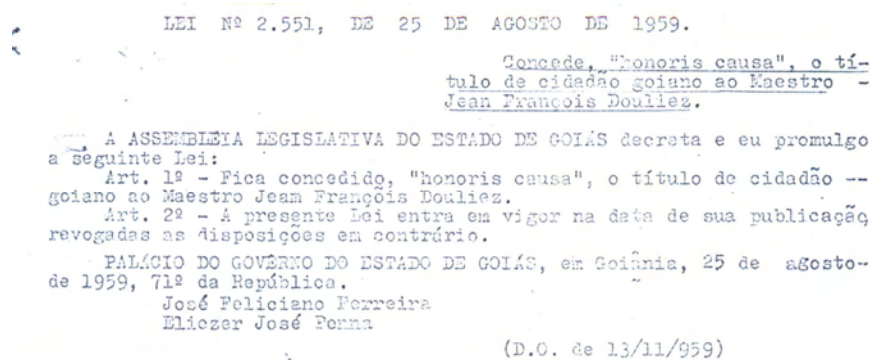 LEI Nº 2.551, DE 25 DE AGOSTO DE 1959.
Concede, "honoris causa", o tí-
tulo de cidadão goiano ao Maestro -
Jean François Douliez.
A ASSEMBLEIA LEGISLATIVA DO ESTADO DE GOIÁS decreta e eu promulgo
a seguinte Lei:
Art. 1º - Fica concedido, "honoris causa", o título de cidadão --
goiano ao Maestro Jean François Douliez.
Art. 2º - A presente Lei entra em vigor na data de sua publicação,
revogadas as disposições em contrário.
PALÁCIO DO GOVÊRNO DO ESTADO DE GOIÁS, em Goiânia, 25 de agosto-
de 1959, 71º da República.
José Feliciano Ferreira
Eliezer José Penna
(D.O. de 13/11/959)